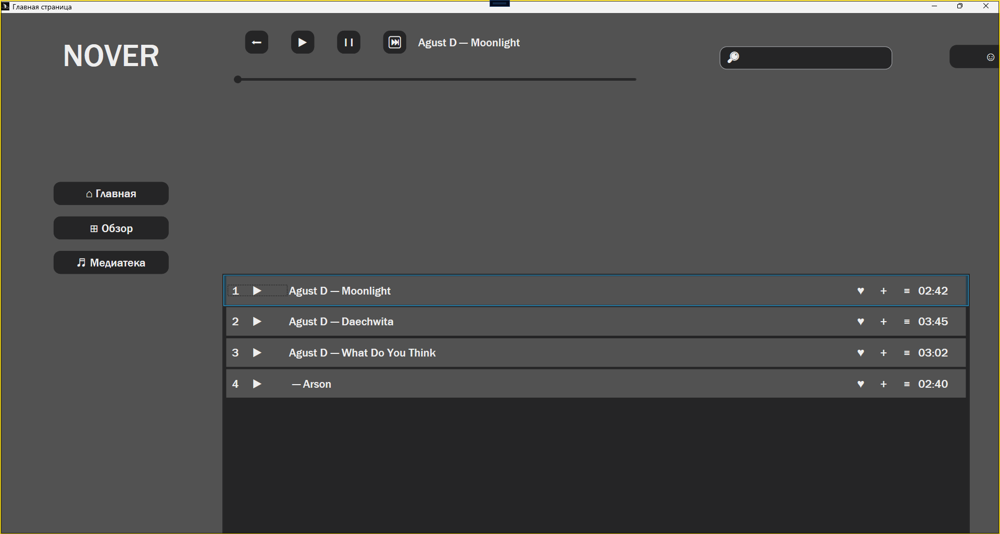 Главная страница
NOVER
Agust D — Moonlight
⌂ Главная
⊞ Обзор
♬ Медиатека
1 ▶ Agust D — Moonlight ♥ + ≡ 02:42
2 ▶ Agust D — Daechwita ♥ + ≡ 03:45
3 ▶ Agust D — What Do You Think ♥ + ≡ 03:02
4 ▶ — Arson ♥ + ≡ 02:40